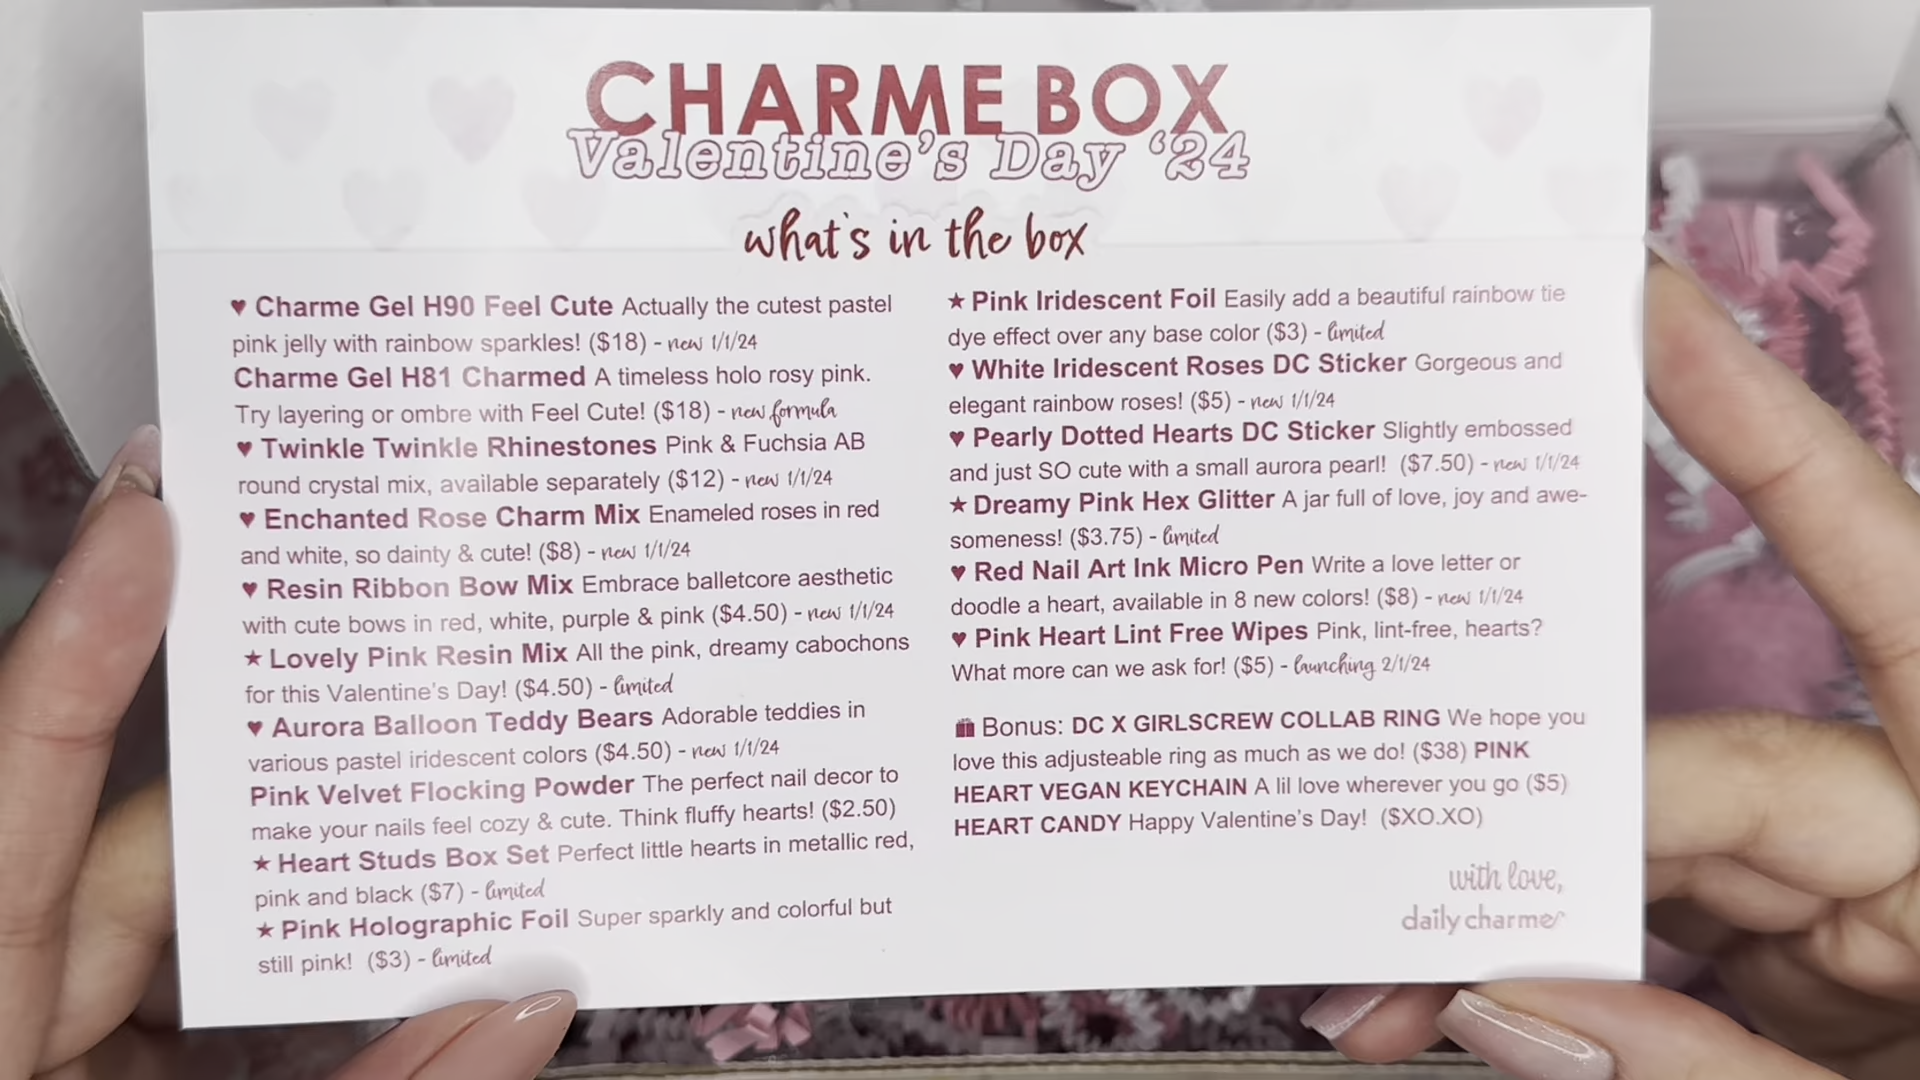 CHARME BOX
Valentine's Day '24
what's in the box
♥ Charme Gel H90 Feel Cute Actually the cutest pastel
pink jelly with rainbow sparkles! ($18) - new 1/1/24
Charme Gel H81 Charmed A timeless holo rosy pink.
Try layering or ombre with Feel Cute! ($18) - new formula
♥ Twinkle Twinkle Rhinestones Pink & Fuchsia AB
round crystal mix, available separately ($12) - new 1/1/24
♥ Enchanted Rose Charm Mix Enameled roses in red
and white, so dainty & cute! ($8) - new 1/1/24
♥ Resin Ribbon Bow Mix Embrace balletcore aesthetic
with cute bows in red, white, purple & pink ($4.50) - new 1/1/24
★ Lovely Pink Resin Mix All the pink, dreamy cabochons
for this Valentine's Day! ($4.50) - limited
♥ Aurora Balloon Teddy Bears Adorable teddies in
various pastel iridescent colors ($4.50) - new 1/1/24
Pink Velvet Flocking Powder The perfect nail decor to
make your nails feel cozy & cute. Think fluffy hearts! ($2.50)
★ Heart Studs Box Set Perfect little hearts in metallic red,
pink and black ($7) - limited
★ Pink Holographic Foil Super sparkly and colorful but
still pink! ($3) - limited
★ Pink Iridescent Foil Easily add a beautiful rainbow tie
dye effect over any base color ($3) - limited
♥ White Iridescent Roses DC Sticker Gorgeous and
elegant rainbow roses! ($5) - new 1/1/24
♥ Pearly Dotted Hearts DC Sticker Slightly embossed
and just SO cute with a small aurora pearl! ($7.50) - new 1/1/24
★ Dreamy Pink Hex Glitter A jar full of love, joy and awe-
someness! ($3.75) - limited
♥ Red Nail Art Ink Micro Pen Write a love letter or
doodle a heart, available in 8 new colors! ($8) - new 1/1/24
♥ Pink Heart Lint Free Wipes Pink, lint-free, hearts?
What more can we ask for! ($5) - launching 2/1/24
Bonus: DC X GIRLSCREW COLLAB RING We hope you
love this adjusteable ring as much as we do! ($38) PINK
HEART VEGAN KEYCHAIN A lil love wherever you go ($5)
HEART CANDY Happy Valentine's Day! ($XO.XO)
with love,
daily charme